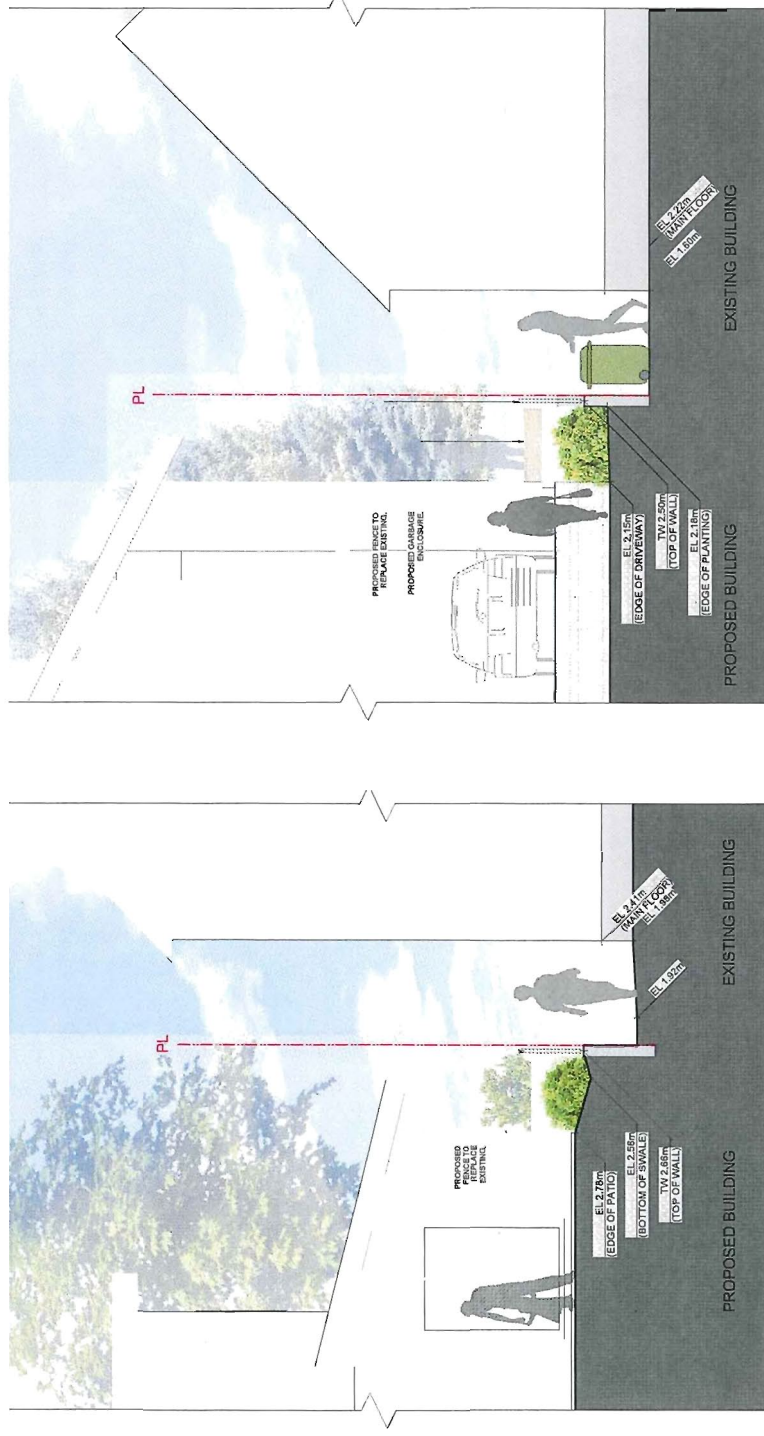 PL
PROPOSED
FENCE TO
REPLACE
EXISTING.
EL 2.78m
(EDGE OF PATIO)
EL 2.56m
(BOTTOM OF SWALE)
TW 2.66m
(TOP OF WALL)
EL 2.41m
(MAIN FLOOR)
EL 1.98m
EL 1.92m
PROPOSED BUILDING
EXISTING BUILDING
PL
PROPOSED FENCE TO
REPLACE EXISTING.
PROPOSED GARBAGE
ENCLOSURE.
EL 2.15m
(EDGE OF DRIVEWAY)
TW 2.50m
(TOP OF WALL)
EL 2.18m
(EDGE OF PLANTING)
EL 2.22m
(MAIN FLOOR)
EL 1.80m
PROPOSED BUILDING
EXISTING BUILDING